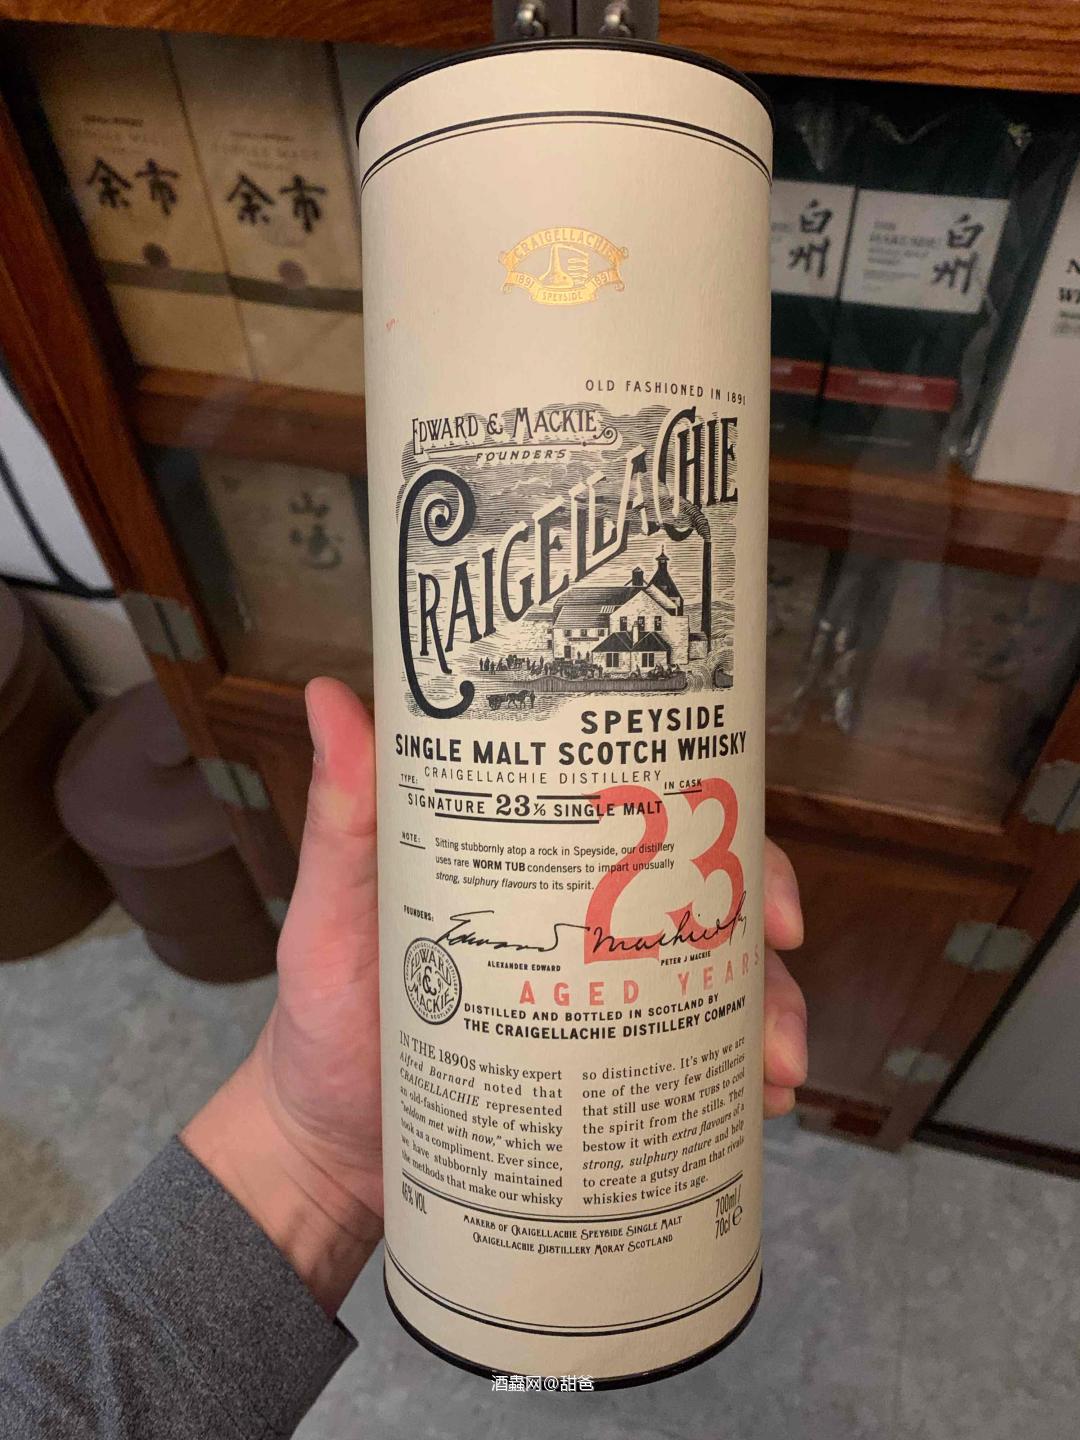 余市
余市
白州
白州
THE
HAKUSHU
山崎
CRAIGELLACHIE
1891 1891
SPEYSIDE
OLD FASHIONED IN 1891
EDWARD & MACKIE
FOUNDERS
CRAIGELLACHIE
SPEYSIDE
SINGLE MALT SCOTCH WHISKY
TYPE: CRAIGELLACHIE DISTILLERY IN CASK
SIGNATURE 23 Y/o SINGLE MALT
23
NOTE: Sitting stubbornly atop a rock in Speyside, our distillery
uses rare WORM TUB condensers to impart unusually
strong, sulphury flavours to its spirit.
FOUNDERS: Edward Mackie
ALEXANDER EDWARD PETER J MACKIE
EDWARD
&
MACKIE
AGED YEARS
DISTILLED AND BOTTLED IN SCOTLAND BY
THE CRAIGELLACHIE DISTILLERY COMPANY
IN THE 1890S whisky expert
Alfred Barnard noted that
CRAIGELLACHIE represented
an old-fashioned style of whisky
"seldom met with now," which we
took as a compliment. Ever since,
we have stubbornly maintained
the methods that make our whisky
so distinctive. It's why we are
one of the very few distilleries
that still use WORM TUBS to cool
the spirit from the stills. They
bestow it with extra flavours of a
strong, sulphury nature and help
to create a gutsy dram that rivals
whiskies twice its age.
46% VOL
700ml/
70cl e
MAKERS OF CRAIGELLACHIE SPEYSIDE SINGLE MALT
CRAIGELLACHIE DISTILLERY MORAY SCOTLAND
酒蟲网@甜爸